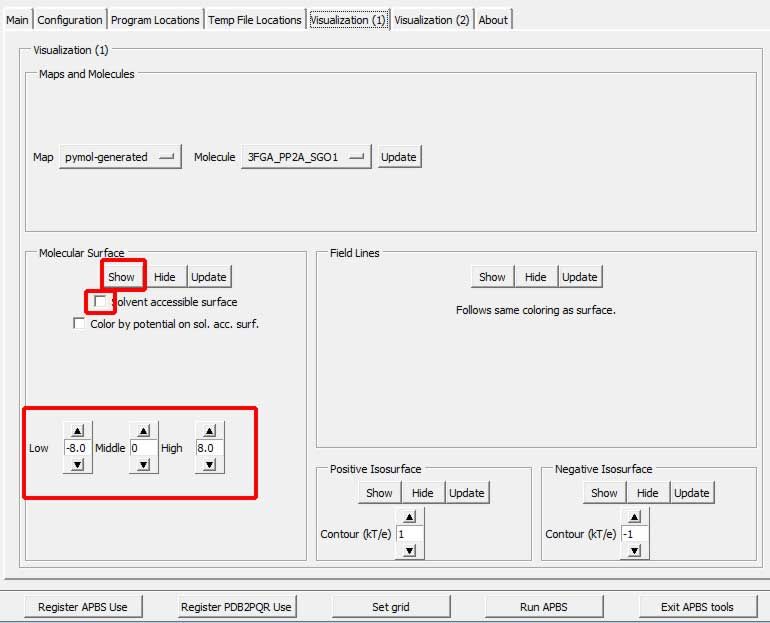 Main Configuration Program Locations Temp File Locations Visualization (1) Visualization (2) About
Visualization (1)
Maps and Molecules
Map pymol-generated Molecule 3FGA_PP2A_SGO1 Update
Molecular Surface
Show Hide Update
Solvent accessible surface
Color by potential on sol. acc. surf.
Low -8.0 Middle 0 High 8.0
Field Lines
Show Hide Update
Follows same coloring as surface.
Positive Isosurface
Show Hide Update
Contour (kT/e) 1
Negative Isosurface
Show Hide Update
Contour (kT/e) -1
Register APBS Use Register PDB2PQR Use Set grid Run APBS Exit APBS tools